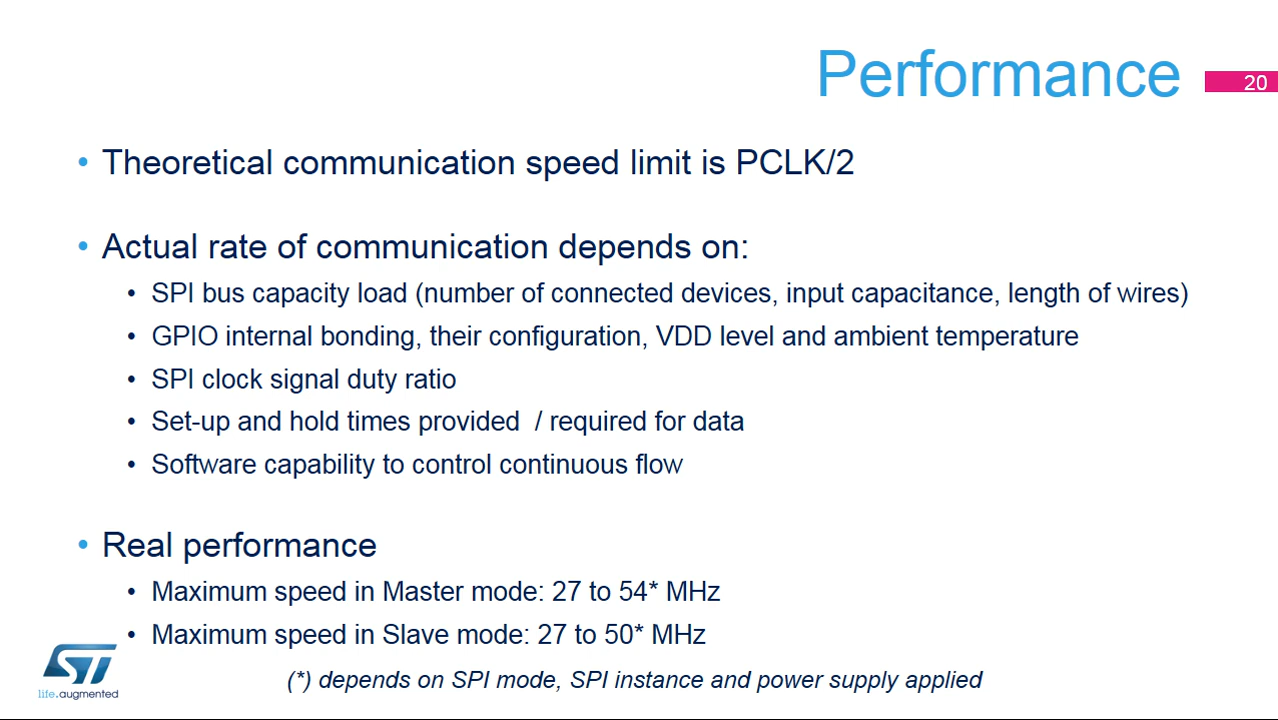 Performance
20
• Theoretical communication speed limit is PCLK/2
• Actual rate of communication depends on:
• SPI bus capacity load (number of connected devices, input capacitance, length of wires)
• GPIO internal bonding, their configuration, VDD level and ambient temperature
• SPI clock signal duty ratio
• Set-up and hold times provided / required for data
• Software capability to control continuous flow
• Real performance
• Maximum speed in Master mode: 27 to 54* MHz
• Maximum speed in Slave mode: 27 to 50* MHz
ST
life.augmented
(*) depends on SPI mode, SPI instance and power supply applied